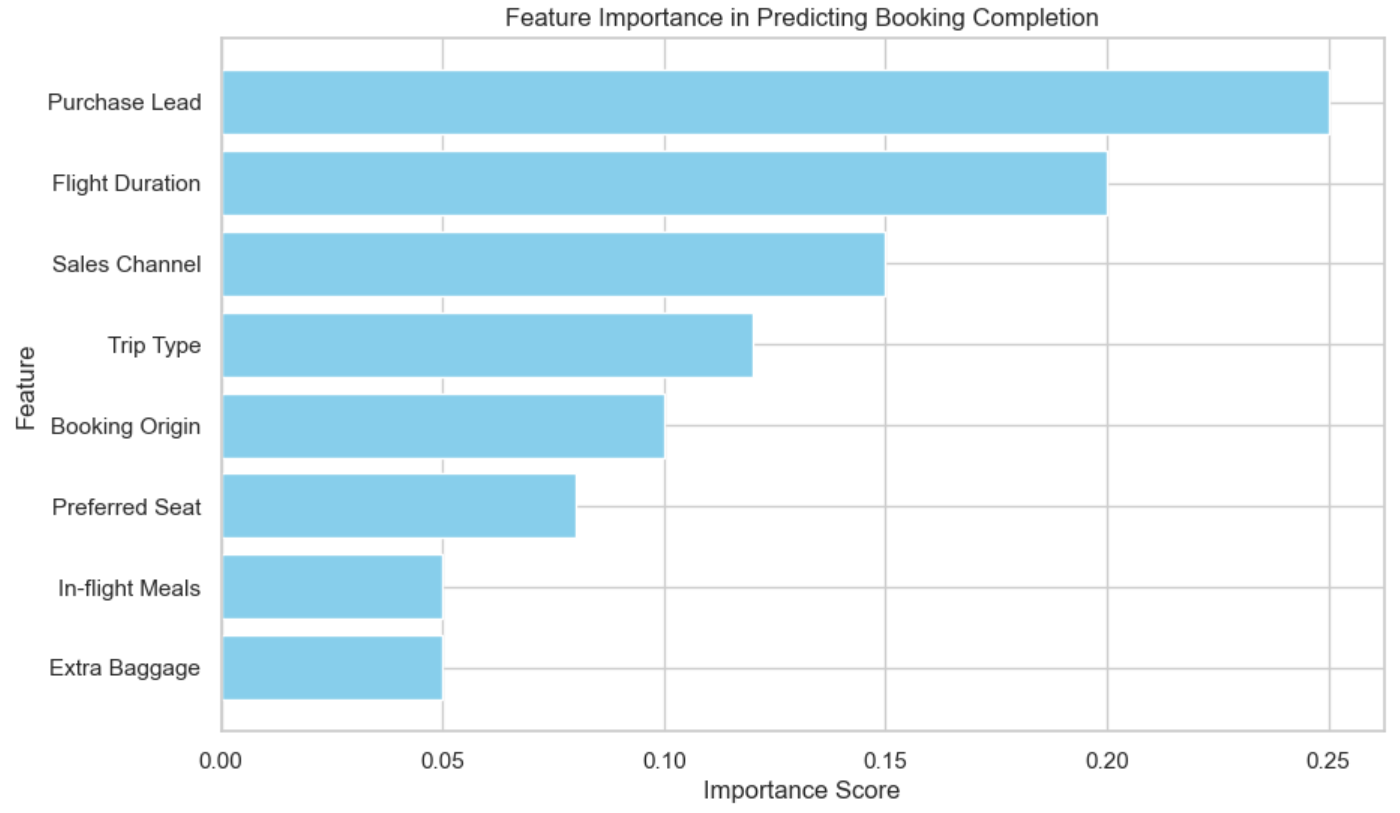 Feature Importance in Predicting Booking Completion
Purchase Lead
Flight Duration
Sales Channel
Trip Type
Booking Origin
Preferred Seat
In-flight Meals
Extra Baggage
Feature
0.00 0.05 0.10 0.15 0.20 0.25
Importance Score